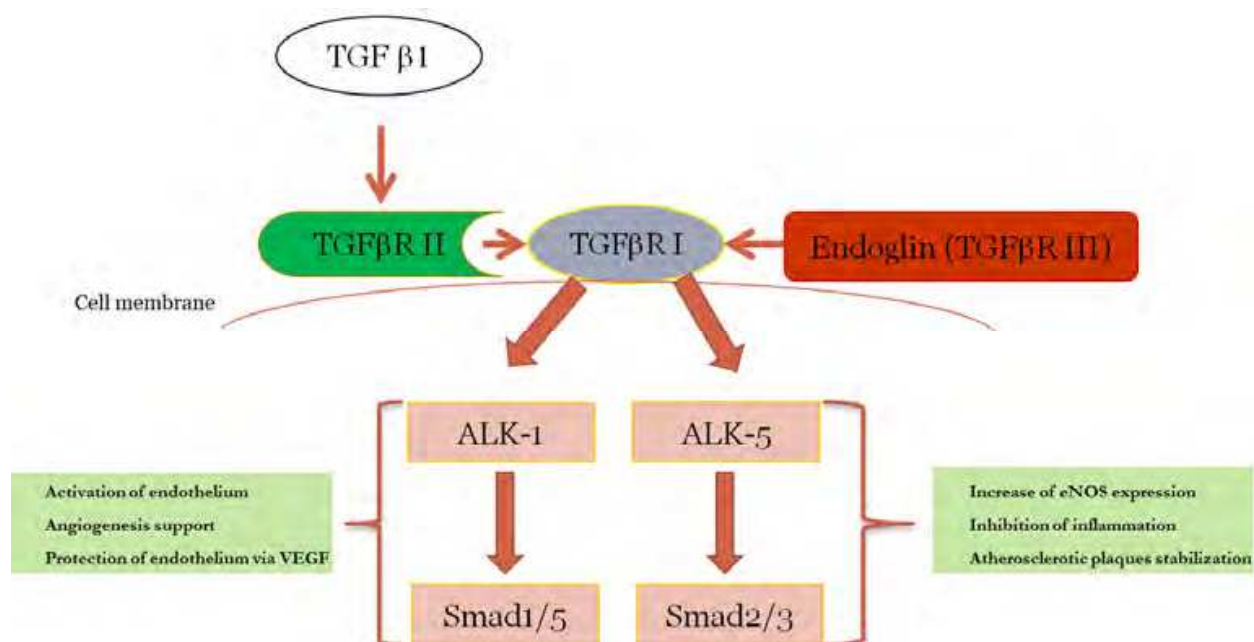 TGF β1
TGFβR II
TGFβR I
Endoglin (TGFβR III)
Cell membrane
ALK-1
ALK-5
Activation of endothelium
Angiogenesis support
Protection of endothelium via VEGF
Increase of eNOS expression
Inhibition of inflammation
Atherosclerotic plaques stabilization
Smad1/5
Smad2/3